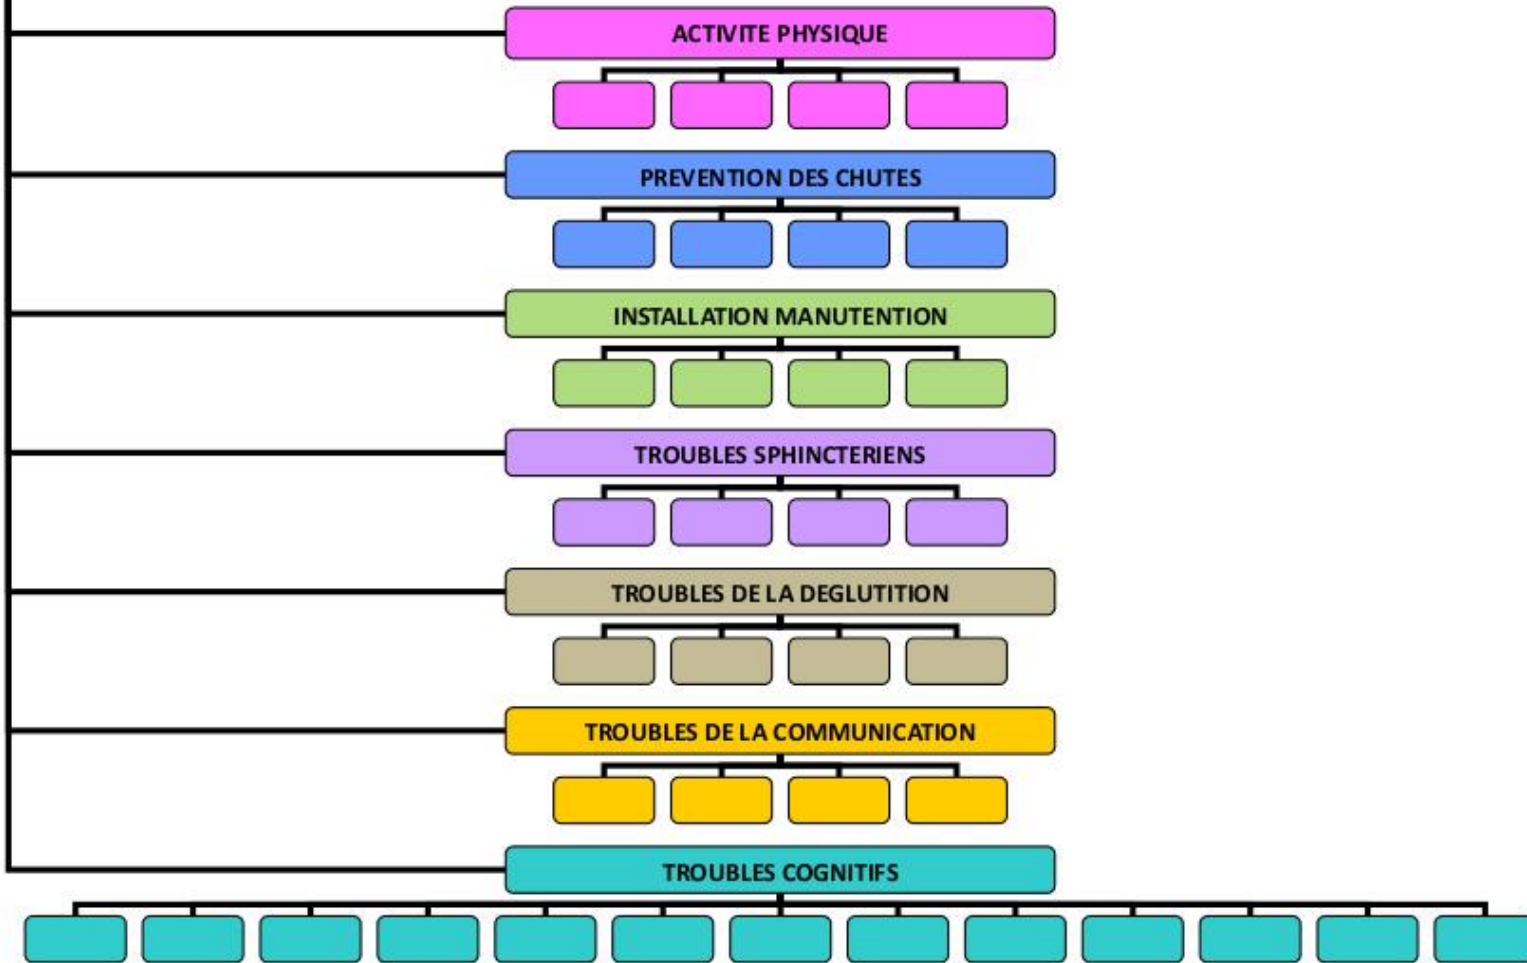 ACTIVITE PHYSIQUE
PREVENTION DES CHUTES
INSTALLATION MANUTENTION
TROUBLES SPHINCTERIENS
TROUBLES DE LA DEGLUTITION
TROUBLES DE LA COMMUNICATION
TROUBLES COGNITIFS